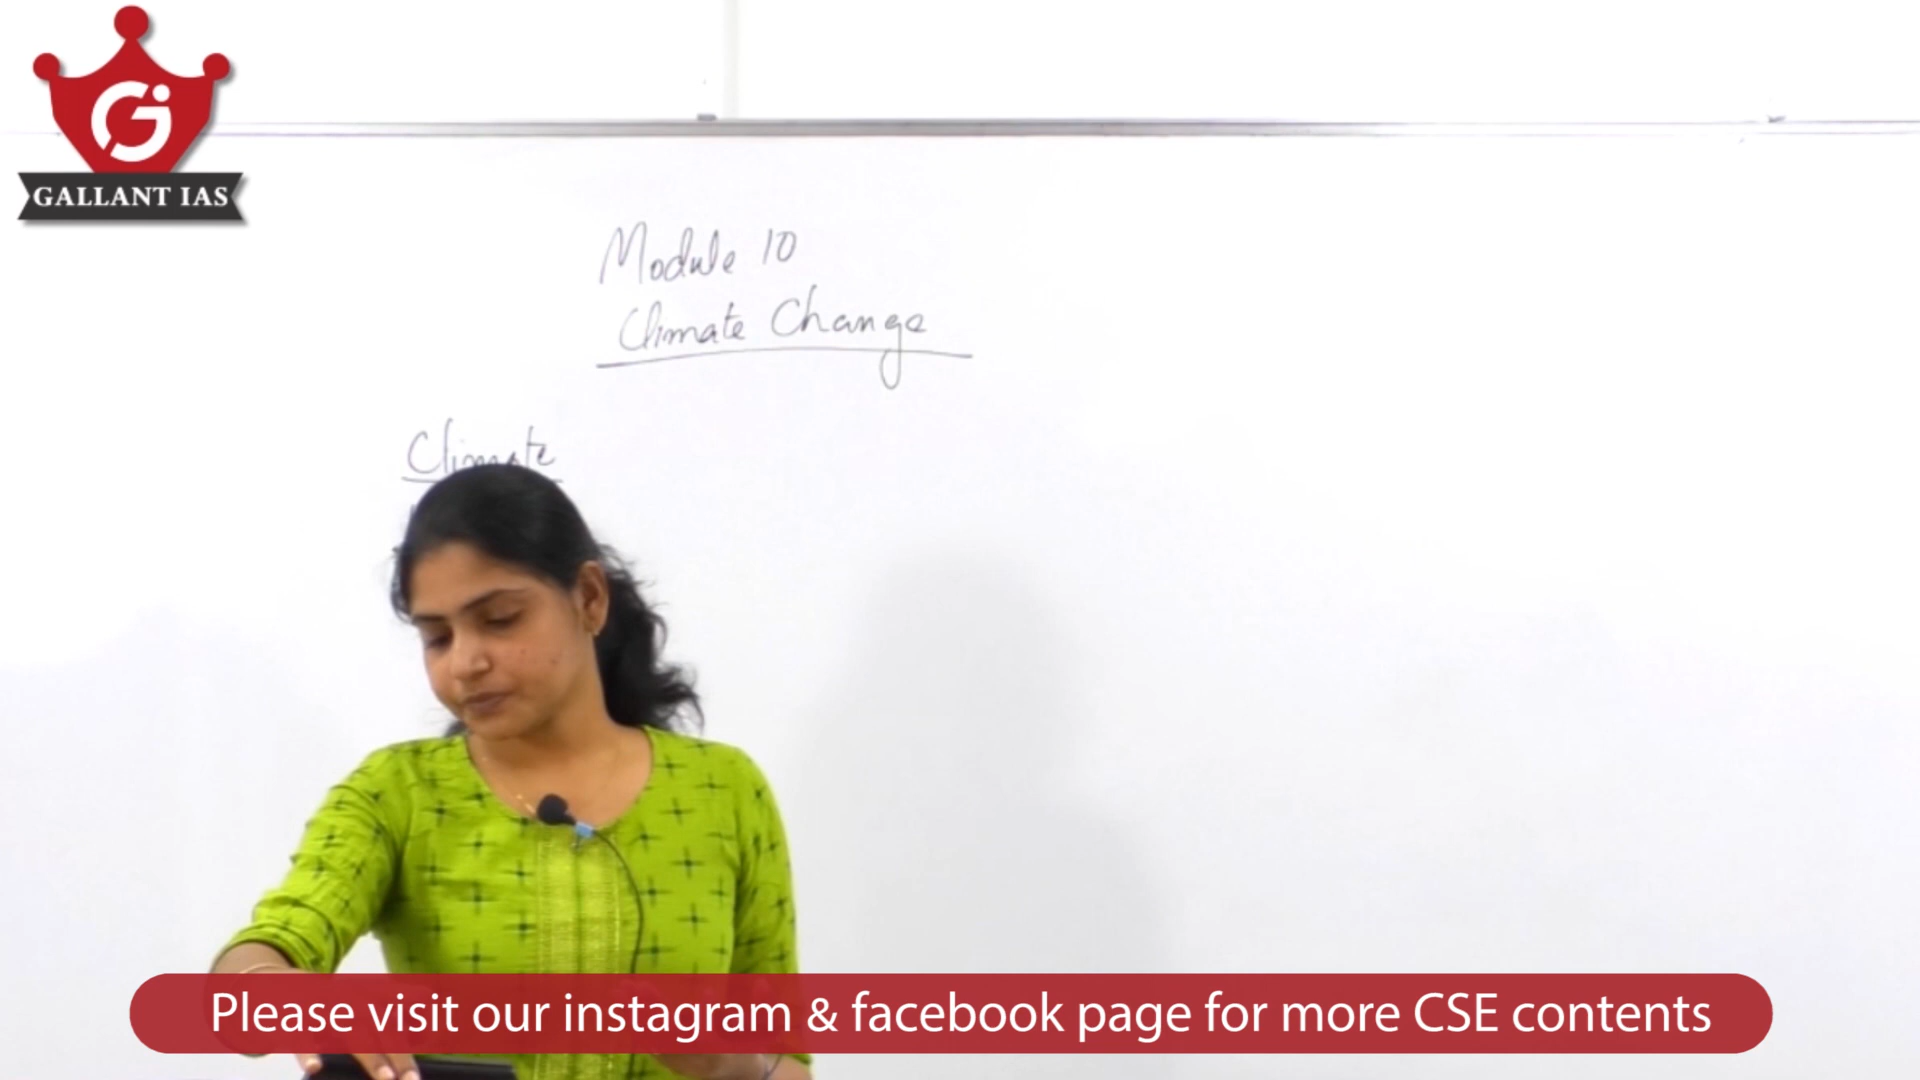 GALLANT IAS
Module 10
Climate Change
Climate
Please visit our instagram & facebook page for more CSE contents